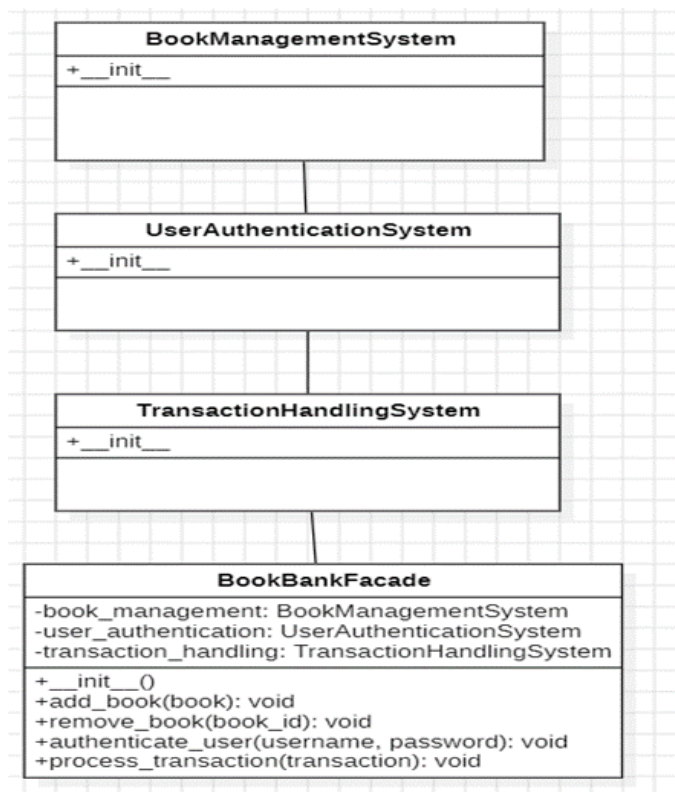 BookManagementSystem
+__init__
UserAuthenticationSystem
+__init__
TransactionHandlingSystem
+__init__
BookBankFacade
-book_management: BookManagementSystem
-user_authentication: UserAuthenticationSystem
-transaction_handling: TransactionHandlingSystem
+__init__()
+add_book(book): void
+remove_book(book_id): void
+authenticate_user(username, password): void
+process_transaction(transaction): void